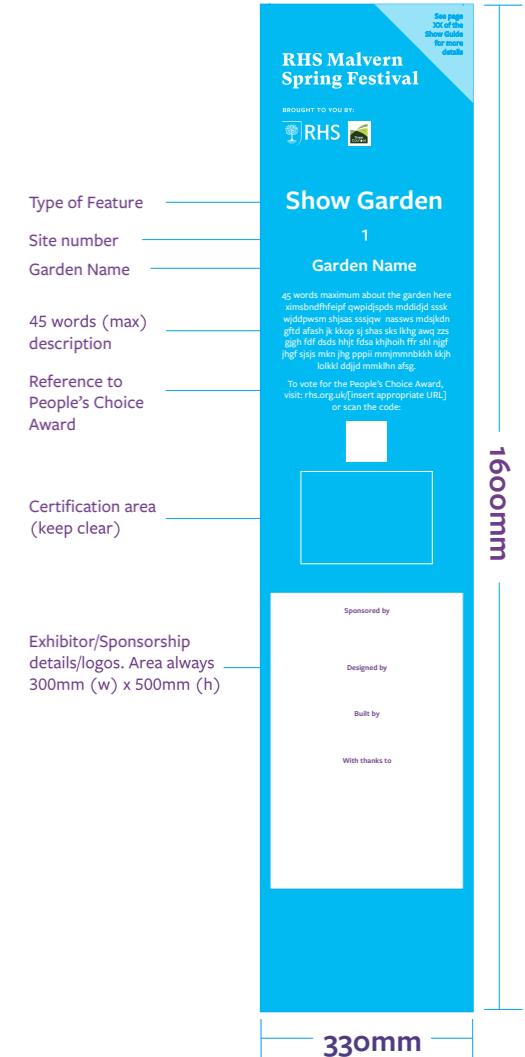 See page
XX of the
Show Guide
for more
details
RHS Malvern
Spring Festival
BROUGHT TO YOU BY:
RHS
Type of Feature
Show Garden
Site number
1
Garden Name
Garden Name
45 words (max)
description
45 words maximum about the garden here
ximsbndfhfeipf qwpidjspds mddidjd sssk
wjddpwsm shjsas sssjqw nassws mdsjkdn
gftd afash jk kkop sj shas sks lkhg awq zzs
gjgh fdf dsds hhjt fdsa khjhoih ffr shl njgf
jhgf sjsjs mkn jhg pppii mmjmmnbkkh kkjh
lolkkl ddjjd mmklhn afsg.
Reference to
People's Choice
Award
To vote for the People's Choice Award,
visit: rhs.org.uk/[insert appropriate URL]
or scan the code:
Certification area
(keep clear)
1600mm
Exhibitor/Sponsorship
details/logos. Area always
300mm (w) x 500mm (h)
Sponsored by
Designed by
Built by
With thanks to
330mm